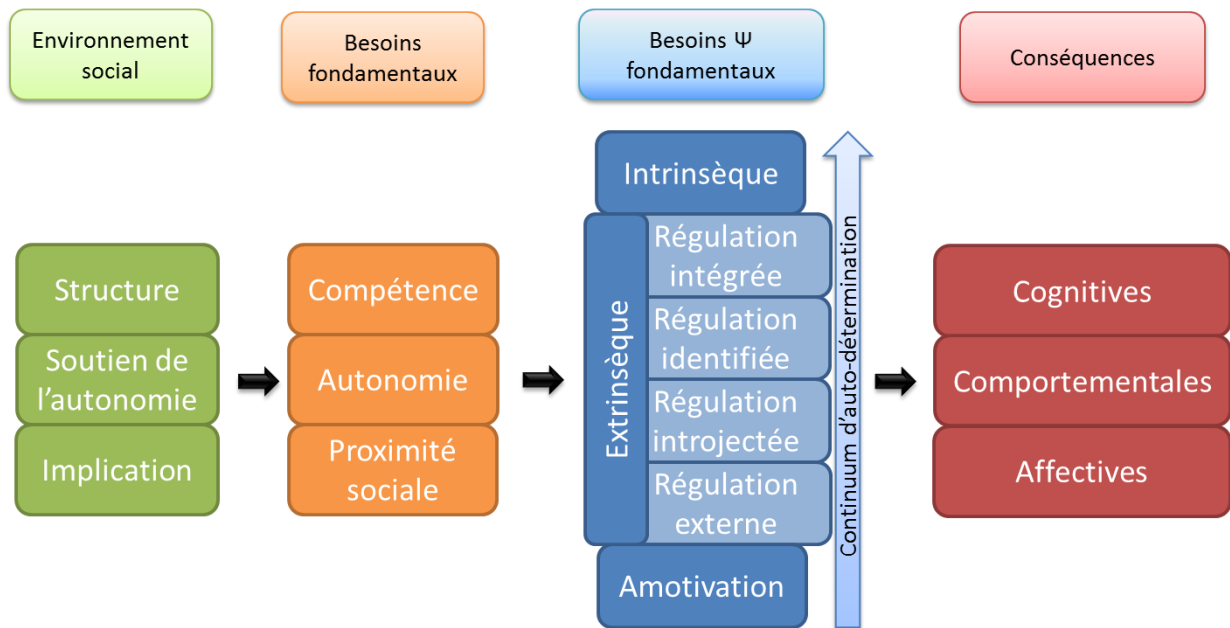 Environnement
social
Besoins
fondamentaux
Besoins Ψ
fondamentaux
Conséquences
Structure
Soutien de
l'autonomie
Implication
Compétence
Autonomie
Proximité
sociale
Intrinsèque
Extrinsèque
Régulation
intégrée
Régulation
identifiée
Régulation
introjectée
Régulation
externe
Amotivation
Continuum d'auto-détermination
Cognitives
Comportementales
Affectives